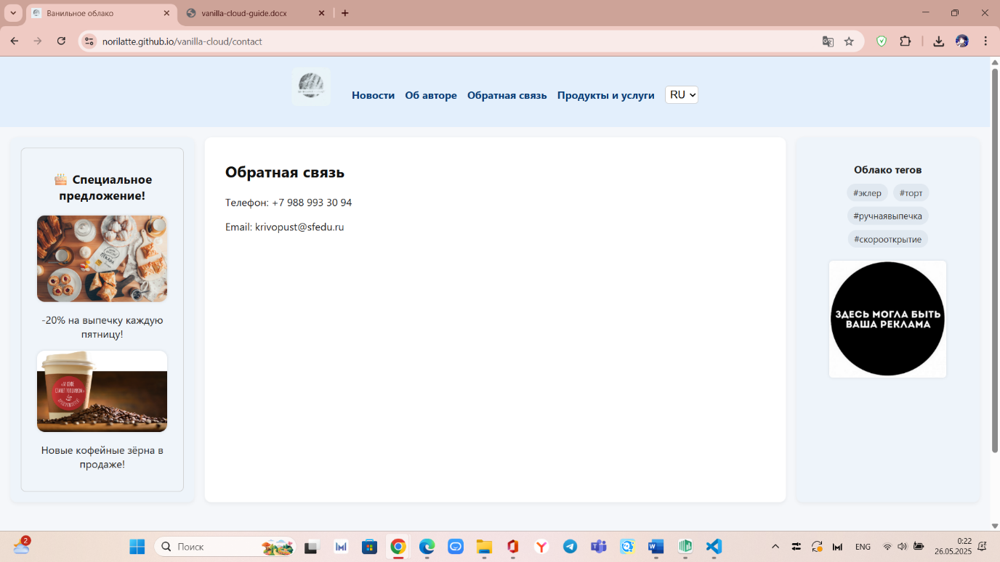 Ванильное облако
vanilla-cloud-guide.docx
norilatte.github.io/vanilla-cloud/contact
Новости Об авторе Обратная связь Продукты и услуги RU
🎂 Специальное
предложение!
-20% на выпечку каждую
пятницу!
Новые кофейные зёрна в
продаже!
Обратная связь
Телефон: +7 988 993 30 94
Email: krivopust@sfedu.ru
Облако тегов
#эклер #торт
#ручнаявыпечка
#скорооткрытие
ЗДЕСЬ МОГЛА БЫТЬ
ВАША РЕКЛАМА
2
Поиск
ENG
0:22
26.05.2025